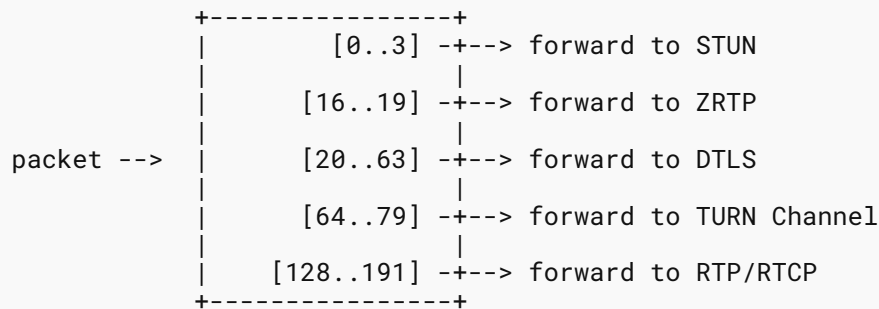 +----------------+
| [0..3] -+--> forward to STUN
| |
| [16..19] -+--> forward to ZRTP
| |
packet --> | [20..63] -+--> forward to DTLS
| |
| [64..79] -+--> forward to TURN Channel
| |
| [128..191] -+--> forward to RTP/RTCP
+----------------+